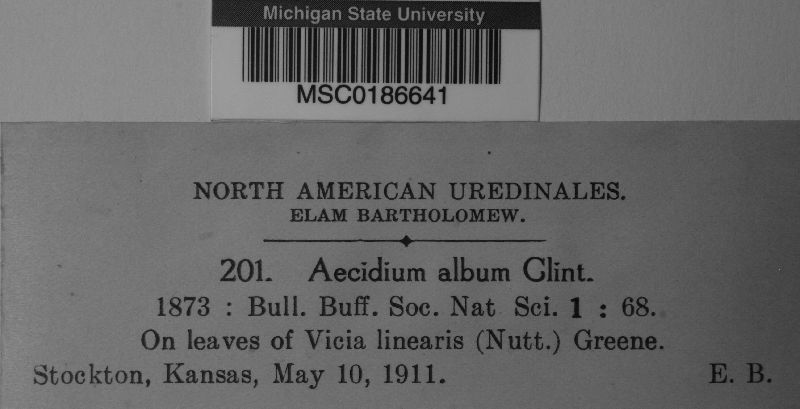 Michigan State University
MSC0186641
NORTH AMERICAN UREDINALES.
ELAM BARTHOLOMEW.
201. Aecidium album Clint.
1873 : Bull. Buff. Soc. Nat Sci. 1 : 68.
On leaves of Vicia linearis (Nutt.) Greene.
Stockton, Kansas, May 10, 1911. E. B.